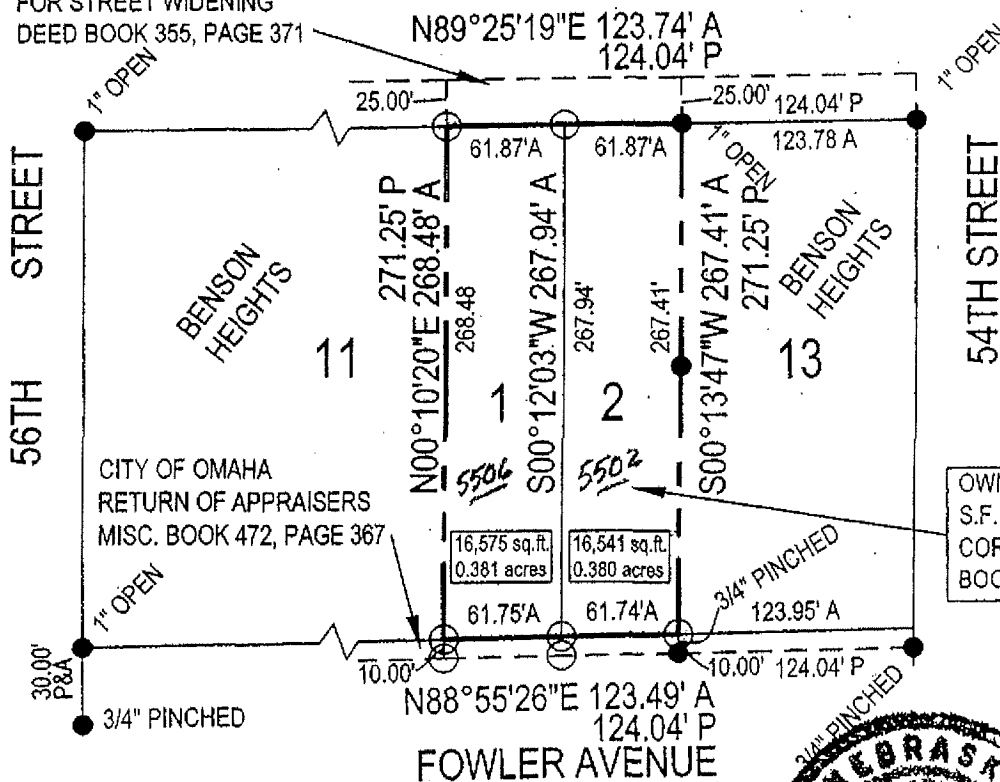 FOR STREET WIDENING
DEED BOOK 355, PAGE 371
N89°25'19"E 123.74' A
124.04' P
1" OPEN
1" OPEN
25.00'
25.00'
124.04' P
61.87'A
61.87'A
1" OPEN
123.78 A
56TH STREET
BENSON
HEIGHTS
11
271.25' P
N00°10'20"E 268.48' A
268.48
1
S00°12'03"W 267.94' A
267.94'
2
267.41'
S00°13'47"W 267.41' A
271.25' P
BENSON
HEIGHTS
13
54TH STREET
5506
5502
CITY OF OMAHA
RETURN OF APPRAISERS
MISC. BOOK 472, PAGE 367
OWN
S.F.
COR
BOO
16,575 sq.ft.
0.381 acres
16,541 sq.ft.
0.380 acres
1" OPEN
3/4" PINCHED
61.75'A
61.74'A
123.95' A
30.00'
P&A
10.00'
10.00'
124.04' P
3/4" PINCHED
N88°55'26"E 123.49' A
124.04' P
3/4" PINCHED
FOWLER AVENUE
NEBRASK